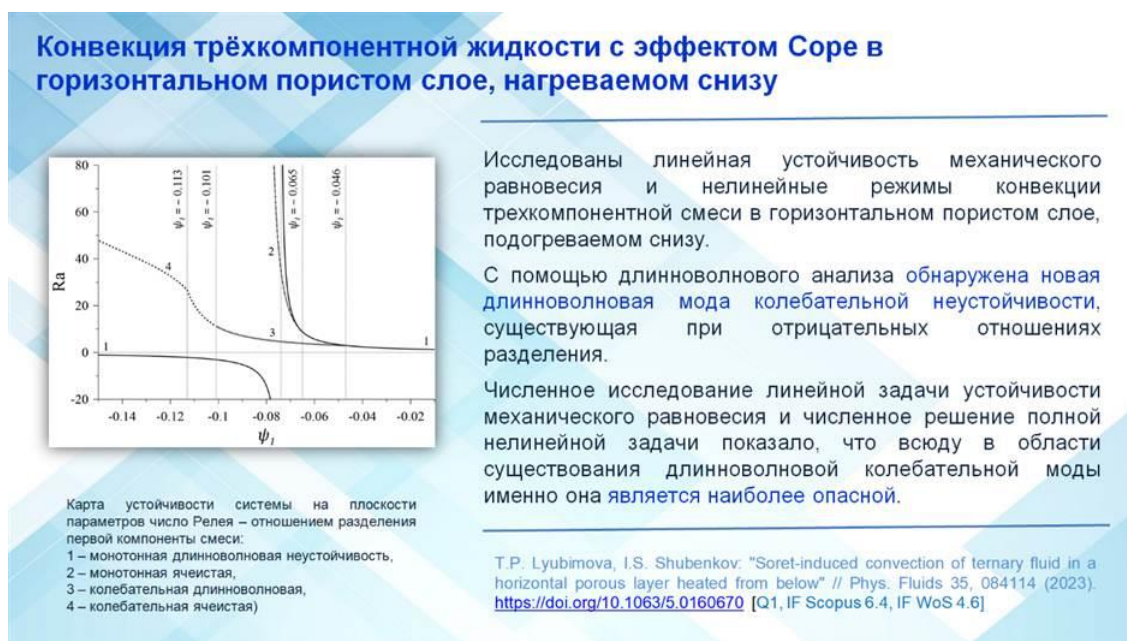 Конвекция трёхкомпонентной жидкости с эффектом Соре в
горизонтальном пористом слое, нагреваемом снизу
80
60
40
20
0
-20
Ra
ψ₁ = - 0.113
ψ₁ = - 0.101
ψ₁ = - 0.065
ψ₁ = - 0.046
4
2
3
1
1
-0.14 -0.12 -0.1 -0.08 -0.06 -0.04 -0.02
ψ₁
Карта устойчивости системы на плоскости
параметров число Релея – отношением разделения
первой компоненты смеси:
1 – монотонная длинноволновая неустойчивость,
2 – монотонная ячеистая,
3 – колебательная длинноволновая,
4 – колебательная ячеистая)
Исследованы линейная устойчивость механического
равновесия и нелинейные режимы конвекции
трехкомпонентной смеси в горизонтальном пористом слое,
подогреваемом снизу.
С помощью длинноволнового анализа обнаружена новая
длинноволновая мода колебательной неустойчивости,
существующая при отрицательных отношениях
разделения.
Численное исследование линейной задачи устойчивости
механического равновесия и численное решение полной
нелинейной задачи показало, что всюду в области
существования длинноволновой колебательной моды
именно она является наиболее опасной.
T.P. Lyubimova, I.S. Shubenkov: "Soret-induced convection of ternary fluid in a
horizontal porous layer heated from below" // Phys. Fluids 35, 084114 (2023).
https://doi.org/10.1063/5.0160670 [Q1, IF Scopus 6.4, IF WoS 4.6]